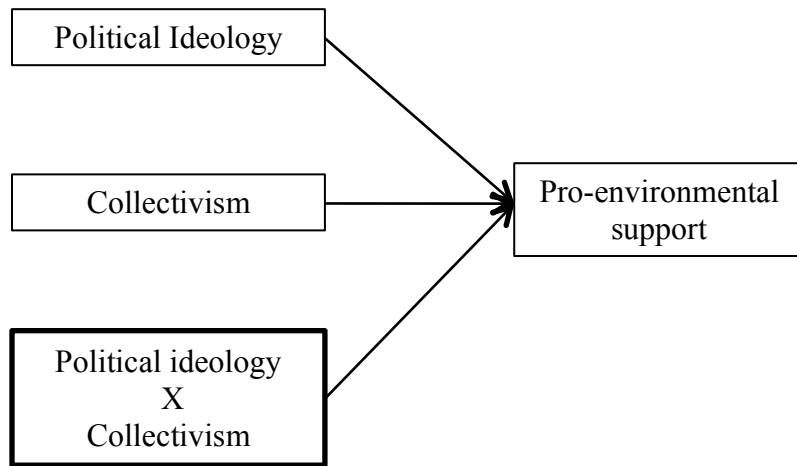 Political Ideology
Collectivism
Pro-environmental
support
Political ideology
X
Collectivism